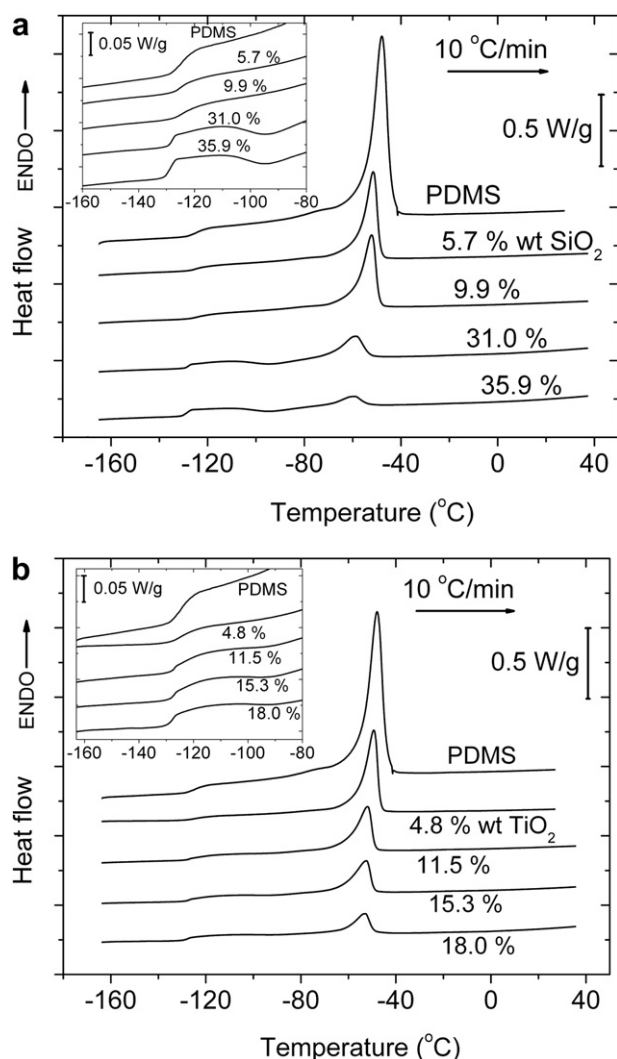 a
0.05 W/g
PDMS
5.7 %
9.9 %
31.0 %
35.9 %
-160 -140 -120 -100 -80
10 °C/min
0.5 W/g
PDMS
5.7 % wt SiO₂
9.9 %
31.0 %
35.9 %
Heat flow
ENDO
-160 -120 -80 -40 0 40
Temperature (°C)
b
0.05 W/g
PDMS
4.8 %
11.5 %
15.3 %
18.0 %
-160 -140 -120 -100 -80
10 °C/min
0.5 W/g
PDMS
4.8 % wt TiO₂
11.5 %
15.3 %
18.0 %
Heat flow
ENDO
-160 -120 -80 -40 0 40
Temperature (°C)